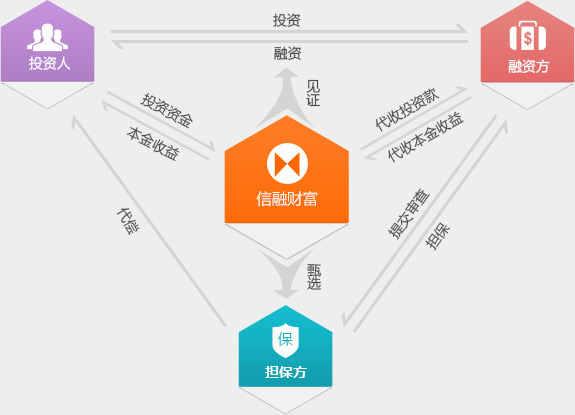 投资
投资人
融资
融资方
见证
投资资金
本金收益
代收投资款
代收本金收益
信融财富
代偿
提交审查
担保
甄选
保
担保方